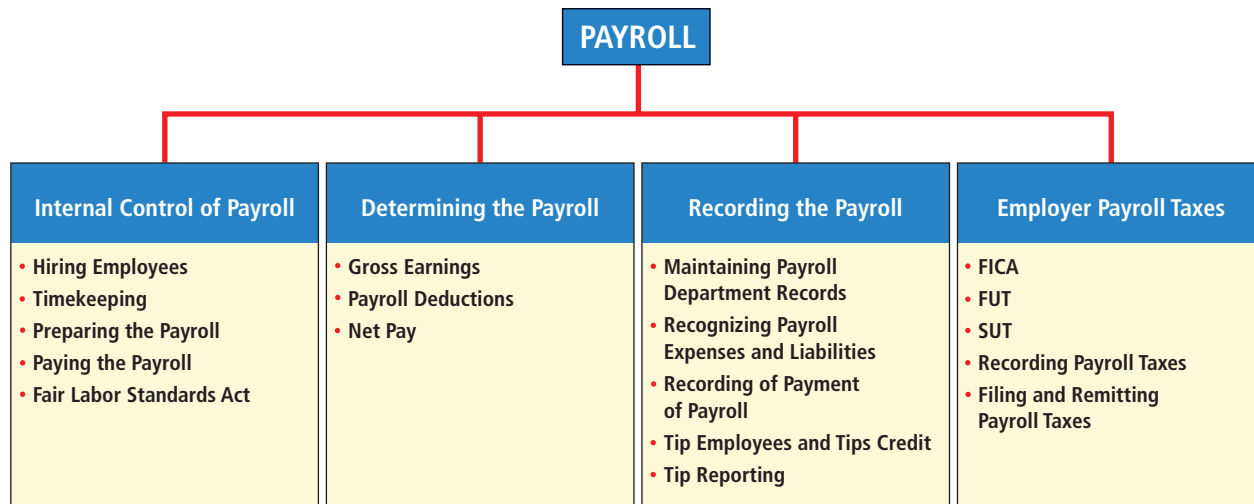 PAYROLL
Internal Control of Payroll
• Hiring Employees
• Timekeeping
• Preparing the Payroll
• Paying the Payroll
• Fair Labor Standards Act
Determining the Payroll
• Gross Earnings
• Payroll Deductions
• Net Pay
Recording the Payroll
• Maintaining Payroll
Department Records
• Recognizing Payroll
Expenses and Liabilities
• Recording of Payment
of Payroll
• Tip Employees and Tips Credit
• Tip Reporting
Employer Payroll Taxes
• FICA
• FUT
• SUT
• Recording Payroll Taxes
• Filing and Remitting
Payroll Taxes